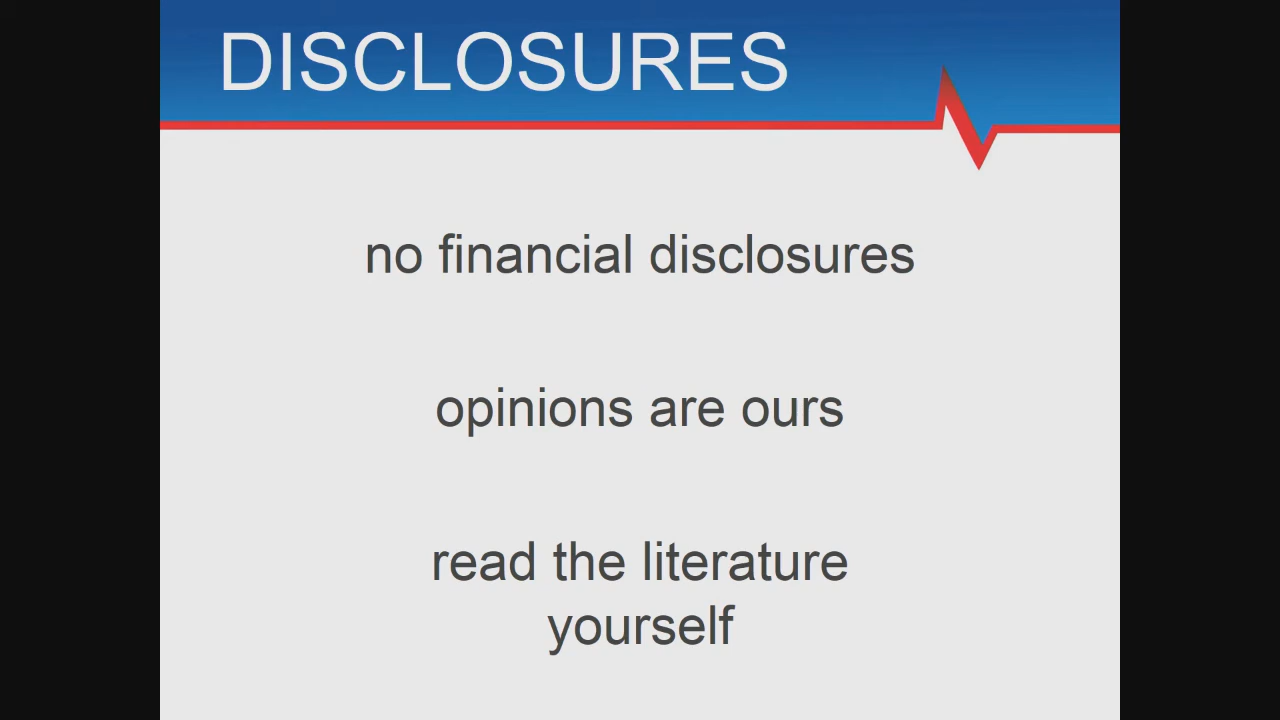 DISCLOSURES
no financial disclosures
opinions are ours
read the literature
yourself